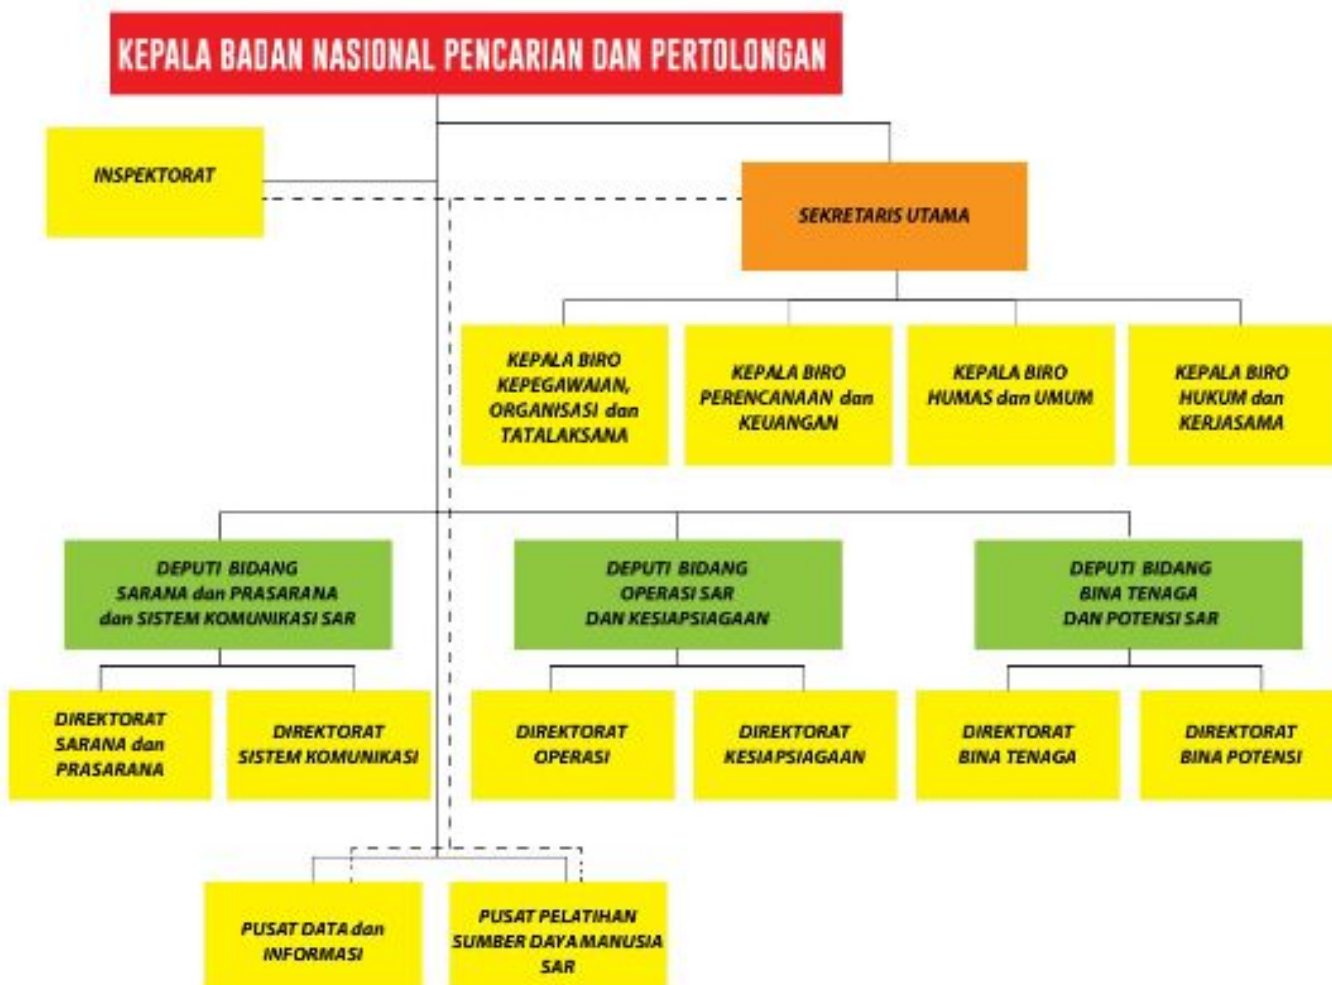 KEPALA BADAN NASIONAL PENCARIAN DAN PERTOLONGAN
INSPEKTORAT
SEKRETARIS UTAMA
KEPALA BIRO
KEPEGAWAIAN,
ORGANISASI dan
TATALAKSANA
KEPALA BIRO
PERENCANAAN dan
KEUANGAN
KEPALA BIRO
HUMAS dan UMUM
KEPALA BIRO
HUKUM dan
KERJASAMA
DEPUTI BIDANG
SARANA dan PRASARANA
dan SISTEM KOMUNIKASI SAR
DEPUTI BIDANG
OPERASI SAR
DAN KESIAPSIAGAAN
DEPUTI BIDANG
BINA TENAGA
DAN POTENSI SAR
DIREKTORAT
SARANA dan
PRASARANA
DIREKTORAT
SISTEM KOMUNIKASI
DIREKTORAT
OPERASI
DIREKTORAT
KESIAPSIAGAAN
DIREKTORAT
BINA TENAGA
DIREKTORAT
BINA POTENSI
PUSAT DATA dan
INFORMASI
PUSAT PELATIHAN
SUMBER DAYA MANUSIA
SAR